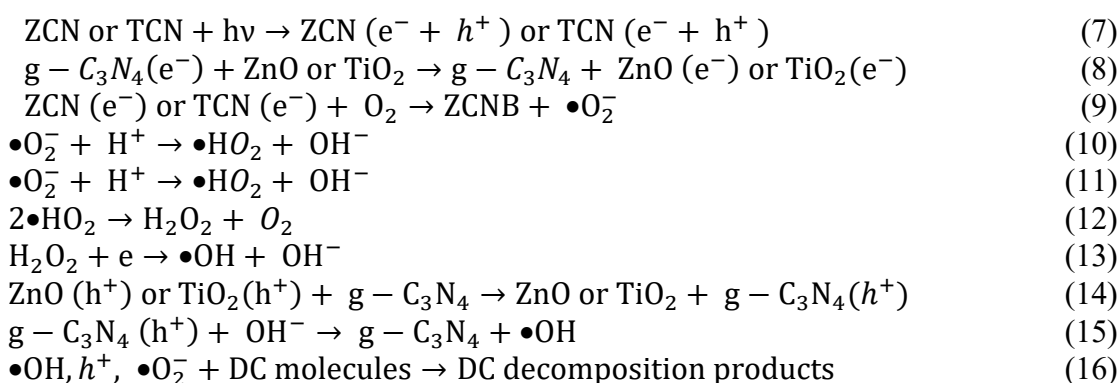 ZCN or TCN + hν → ZCN (e⁻ + h⁺ ) or TCN (e⁻ + h⁺ ) (7)
g − C₃N₄(e⁻) + ZnO or TiO₂ → g − C₃N₄ + ZnO (e⁻) or TiO₂(e⁻) (8)
ZCN (e⁻) or TCN (e⁻) + O₂ → ZCNB + •O₂⁻ (9)
•O₂⁻ + H⁺ → •HO₂ + OH⁻ (10)
•O₂⁻ + H⁺ → •HO₂ + OH⁻ (11)
2•HO₂ → H₂O₂ + O₂ (12)
H₂O₂ + e → •OH + OH⁻ (13)
ZnO (h⁺) or TiO₂(h⁺) + g − C₃N₄ → ZnO or TiO₂ + g − C₃N₄(h⁺) (14)
g − C₃N₄ (h⁺) + OH⁻ → g − C₃N₄ + •OH (15)
•OH, h⁺, •O₂⁻ + DC molecules → DC decomposition products (16)